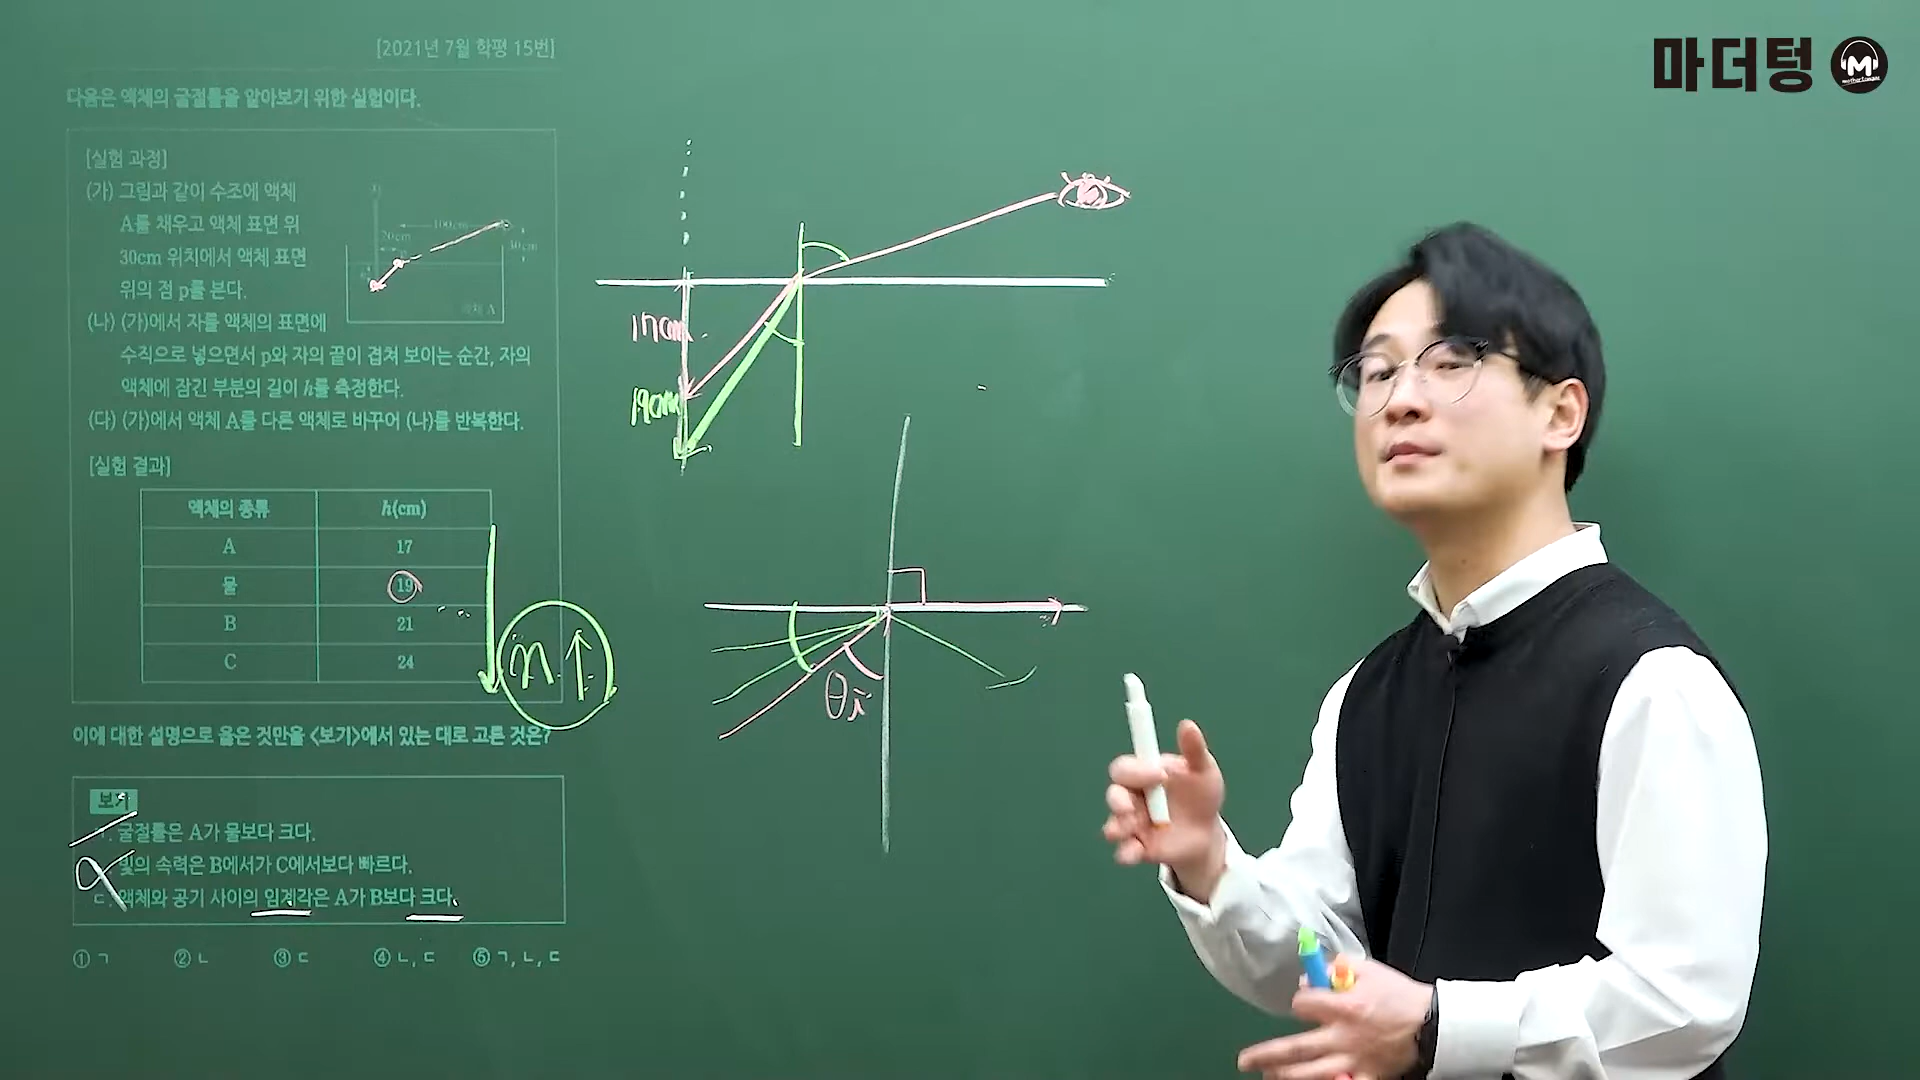 마더텅
[2021년 7월 학평 15번]
다음은 액체의 굴절률을 알아보기 위한 실험이다.
[실험 과정]
(가) 그림과 같이 수조에 액체
A를 채우고 액체 표면 위
30cm 위치에서 액체 표면
위의 점 p를 본다.
100cm
20cm
30cm
액체 A
(나) (가)에서 자를 액체의 표면에
수직으로 넣으면서 p와 자의 끝이 겹쳐 보이는 순간, 자의
액체에 잠긴 부분의 길이 h를 측정한다.
(다) (가)에서 액체 A를 다른 액체로 바꾸어 (나)를 반복한다.
[실험 결과]
액체의 종류 h(cm)
A 17
물 19
B 21
C 24
n↑
이에 대한 설명으로 옳은 것만을 <보기>에서 있는 대로 고른 것은?
보기
굴절률은 A가 물보다 크다.
빛의 속력은 B에서가 C에서보다 빠르다.
ㄷ. 액체와 공기 사이의 임계각은 A가 B보다 크다.
① ㄱ ② ㄴ ③ ㄷ ④ ㄴ, ㄷ ⑤ ㄱ, ㄴ, ㄷ
17cm
19cm
θi